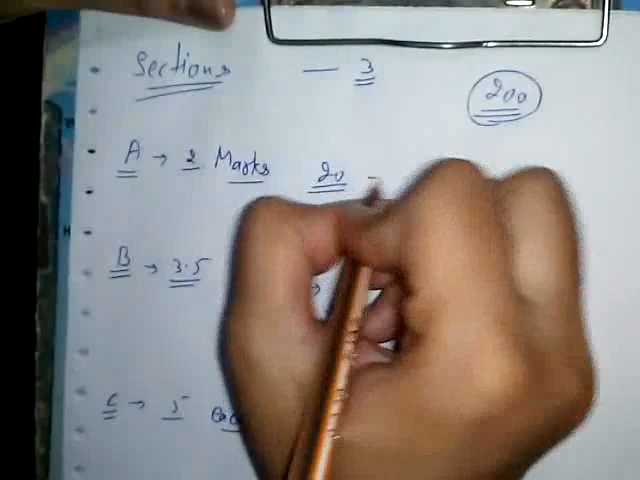 Sections — 3
200
A → 2 Marks 20
B → 3.5
C → 5